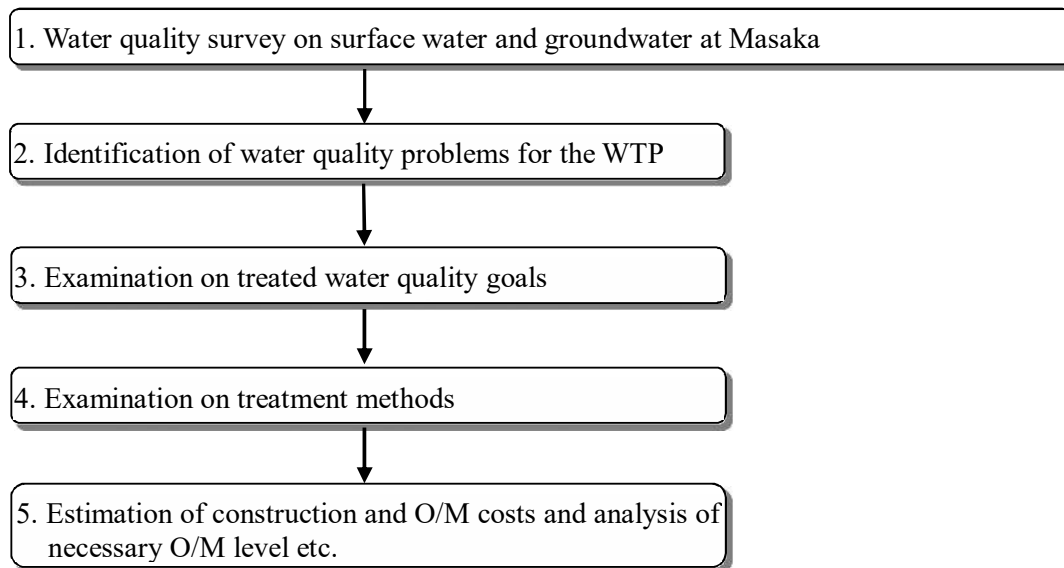 1. Water quality survey on surface water and groundwater at Masaka
2. Identification of water quality problems for the WTP
3. Examination on treated water quality goals
4. Examination on treatment methods
5. Estimation of construction and O/M costs and analysis of
necessary O/M level etc.